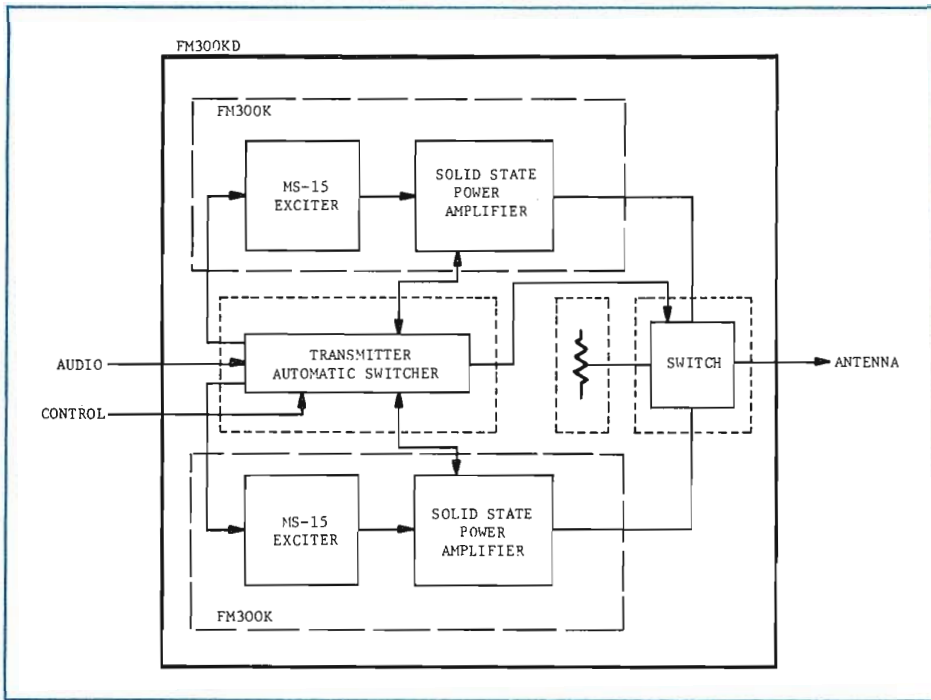 FM300KD
FM300K
MS-15
EXCITER
SOLID STATE
POWER
AMPLIFIER
AUDIO
CONTROL
TRANSMITTER
AUTOMATIC SWITCHER
SWITCH
ANTENNA
MS-15
EXCITER
SOLID STATE
POWER
AMPLIFIER
FM300K